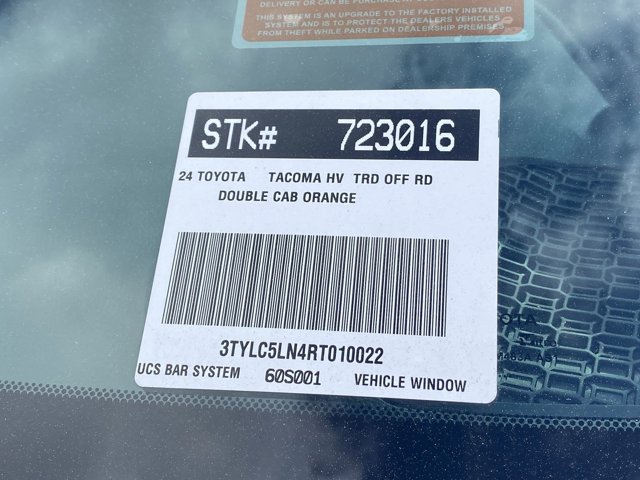 DELIVERY OR CAN BE PURCHASE
THIS SYSTEM IS AN UPGRADE TO THE FACTORY INSTALLED
SYSTEM AND IS TO PROTECT THE DEALERS VEHICLES
FROM THEFT WHILE PARKED ON DEALERSHIP PREMISES
STK# 723016
24 TOYOTA TACOMA HV TRD OFF RD
DOUBLE CAB ORANGE
3TYLC5LN4RT010022
UCS BAR SYSTEM 60S001 VEHICLE WINDOW